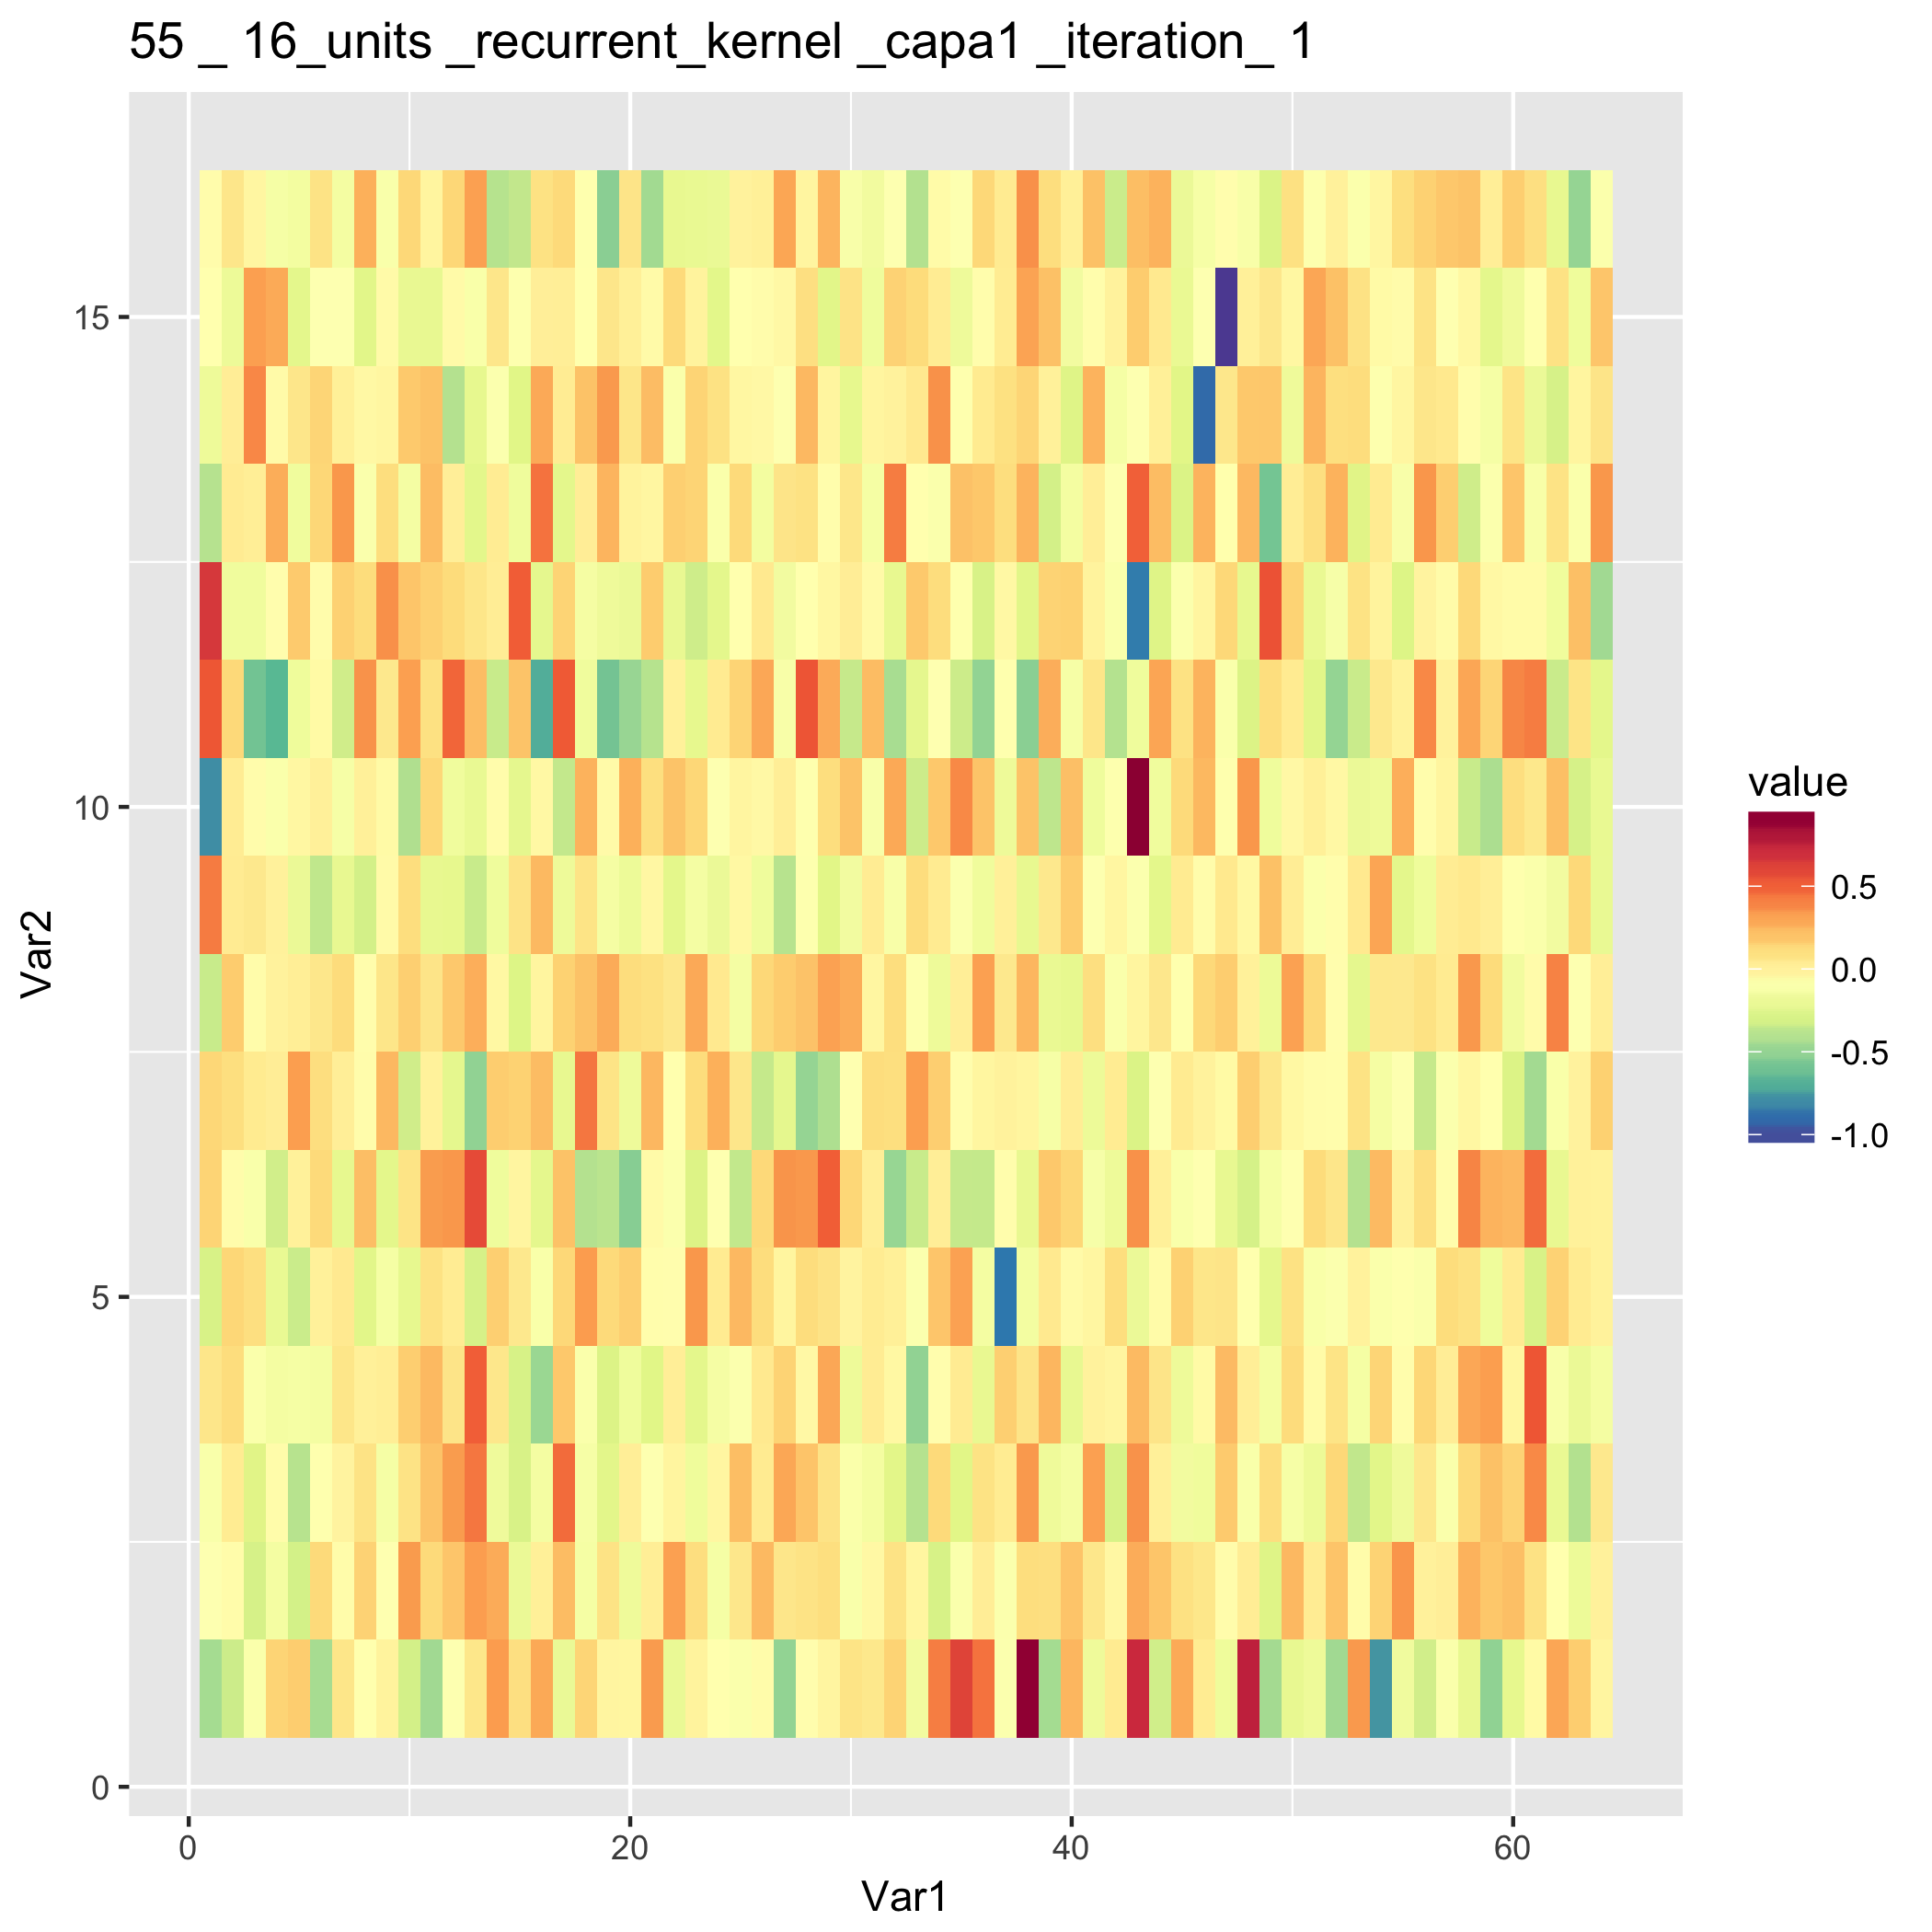 55 _ 16_units _recurrent_kernel _capa1 _iteration_ 1
15
10
5
0
Var2
0 20 40 60
Var1
value
0.5
0.0
-0.5
-1.0